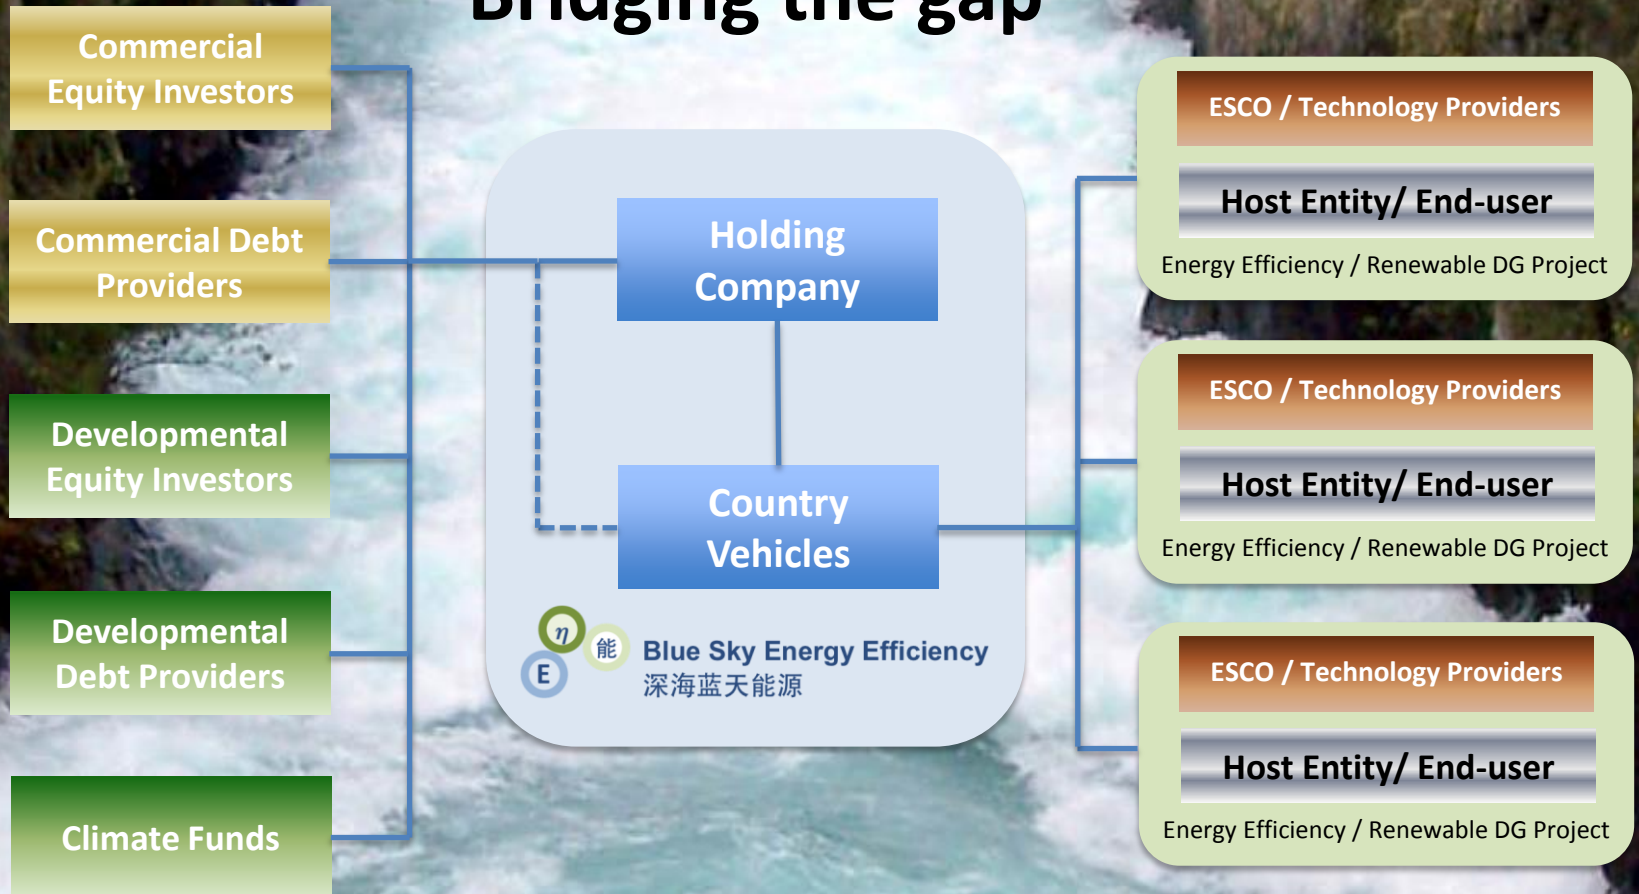 Bridging the gap
Commercial
Equity Investors
Commercial Debt
Providers
Developmental
Equity Investors
Developmental
Debt Providers
Climate Funds
Holding
Company
Country
Vehicles
η
能
E
Blue Sky Energy Efficiency
深海蓝天能源
ESCO / Technology Providers
Host Entity/ End-user
Energy Efficiency / Renewable DG Project
ESCO / Technology Providers
Host Entity/ End-user
Energy Efficiency / Renewable DG Project
ESCO / Technology Providers
Host Entity/ End-user
Energy Efficiency / Renewable DG Project